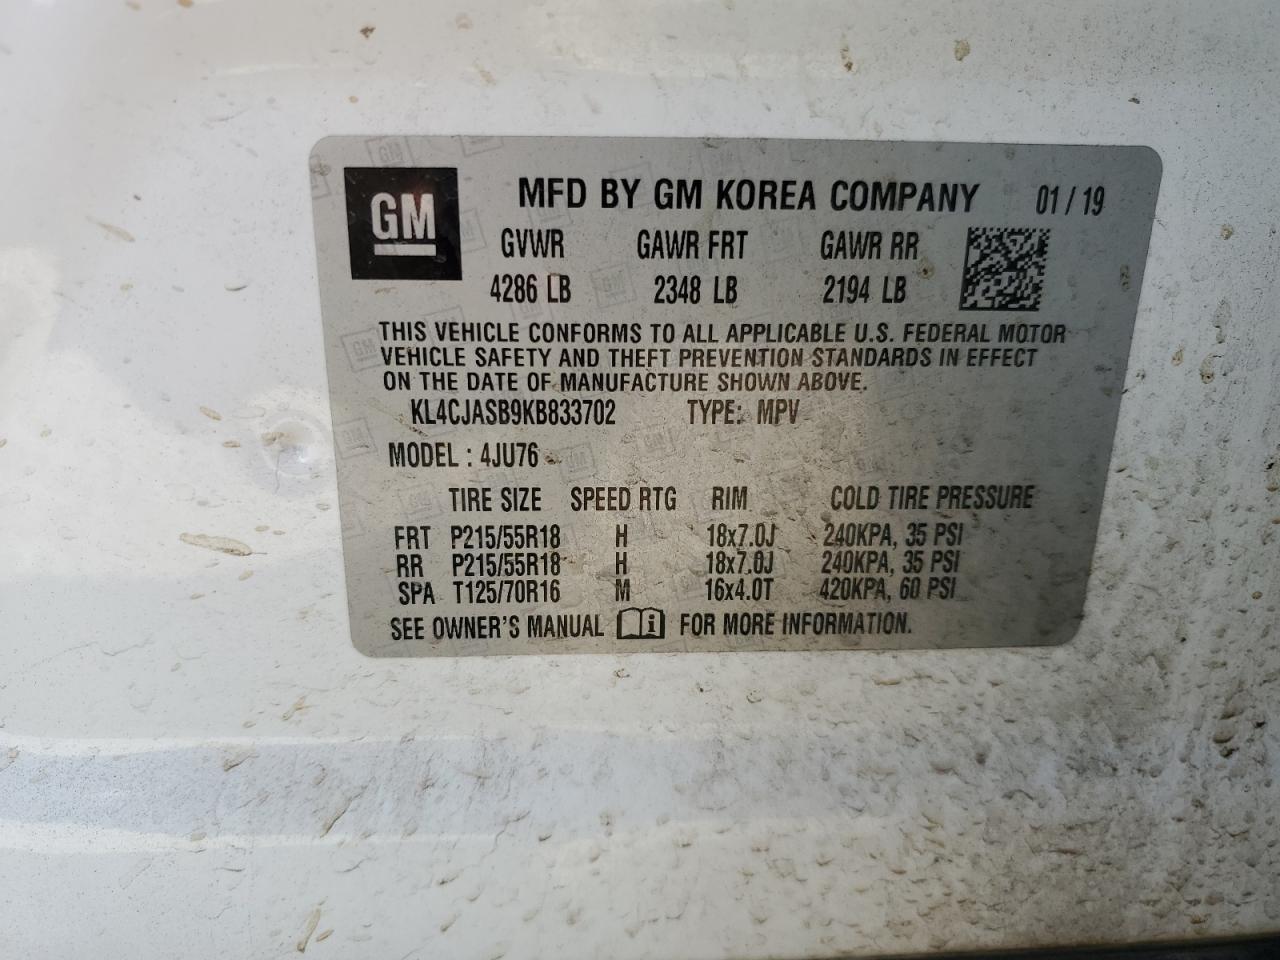 GM MFD BY GM KOREA COMPANY 01 / 19
GVWR GAWR FRT GAWR RR
4286 LB 2348 LB 2194 LB
THIS VEHICLE CONFORMS TO ALL APPLICABLE U.S. FEDERAL MOTOR
VEHICLE SAFETY AND THEFT PREVENTION STANDARDS IN EFFECT
ON THE DATE OF MANUFACTURE SHOWN ABOVE.
KL4CJASB9KB833702 TYPE: MPV
MODEL : 4JU76
TIRE SIZE SPEED RTG RIM COLD TIRE PRESSURE
FRT P215/55R18 H 18x7.0J 240KPA, 35 PSI
RR P215/55R18 H 18x7.0J 240KPA, 35 PSI
SPA T125/70R16 M 16x4.0T 420KPA, 60 PSI
SEE OWNER'S MANUAL i FOR MORE INFORMATION.